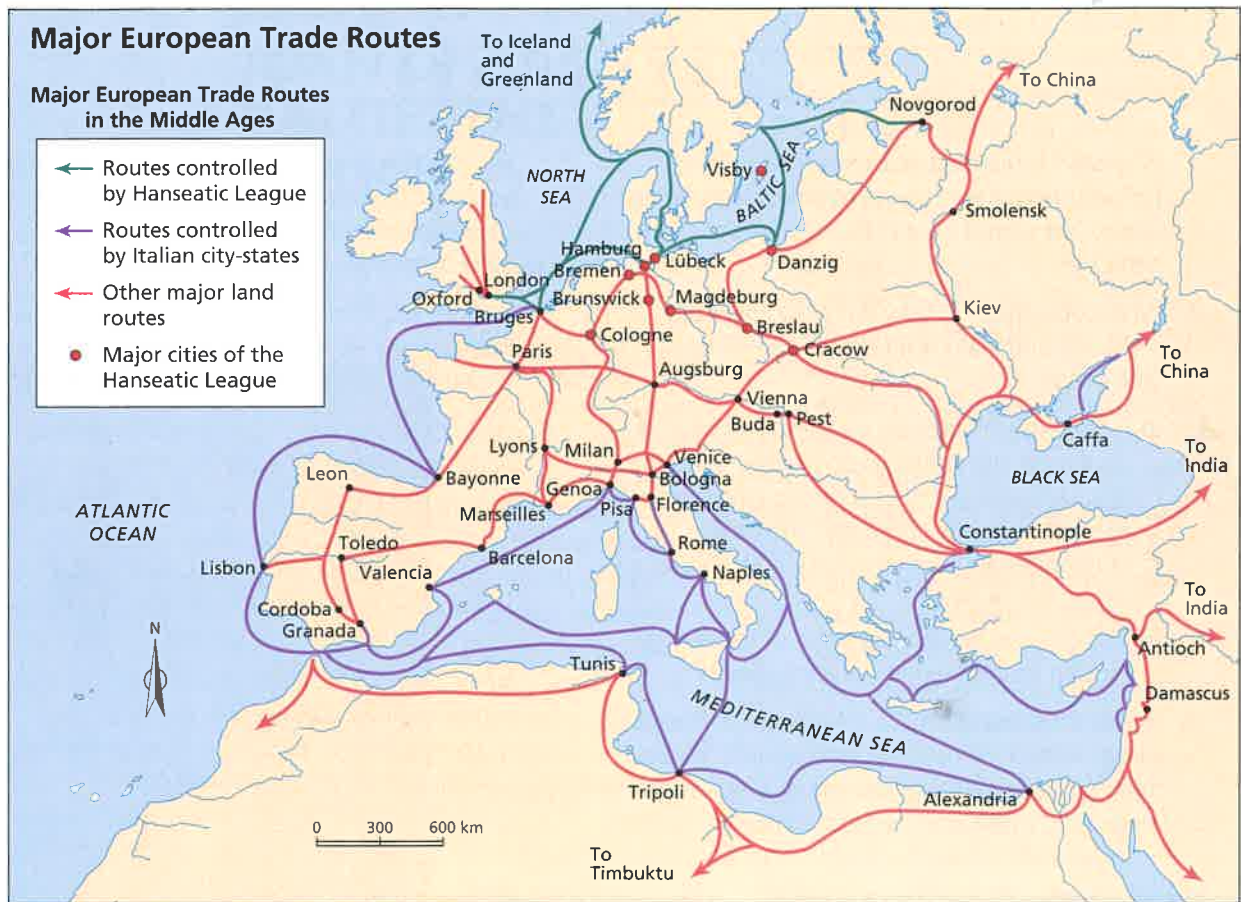 Major European Trade Routes
Major European Trade Routes
in the Middle Ages
Routes controlled
by Hanseatic League
Routes controlled
by Italian city-states
Other major land
routes
Major cities of the
Hanseatic League
To Iceland
and
Greenland
To China
Novgorod
NORTH
SEA
Visby
BALTIC SEA
Smolensk
Hamburg
Lübeck
Danzig
Bremen
London
Oxford
Brunswick
Magdeburg
Bruges
Kiev
Breslau
Cologne
Cracow
Paris
To
China
Augsburg
Vienna
Buda
Pest
Caffa
Lyons
Milan
Venice
To
India
Leon
Bayonne
Bologna
BLACK SEA
Genoa
Pisa
Florence
Marseilles
ATLANTIC
OCEAN
Constantinople
Toledo
Rome
Barcelona
Lisbon
Valencia
Naples
To
India
Cordoba
Granada
N
Antioch
Tunis
Damascus
MEDITERRANEAN SEA
Tripoli
Alexandria
0 300 600 km
To
Timbuktu